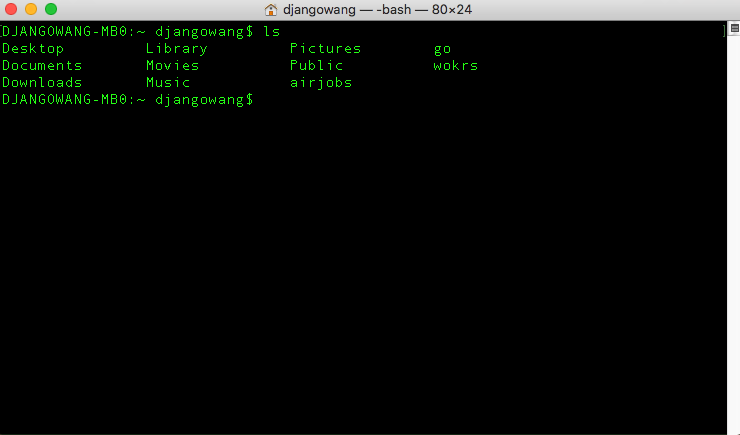 djangowang — -bash — 80×24
DJANGOWANG-MB0:~ djangowang$ ls
Desktop Library Pictures go
Documents Movies Public wokrs
Downloads Music airjobs
DJANGOWANG-MB0:~ djangowang$